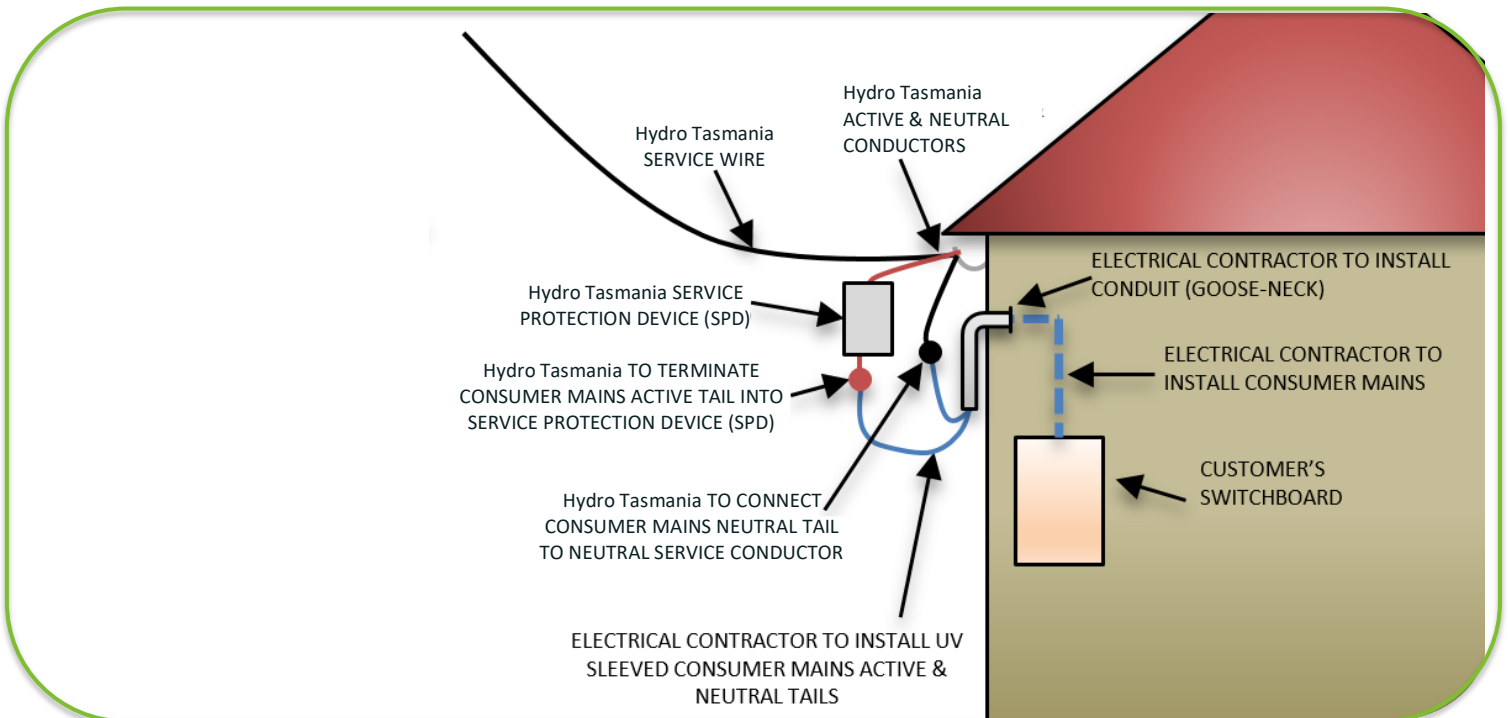 Hydro Tasmania
ACTIVE & NEUTRAL
CONDUCTORS
Hydro Tasmania
SERVICE WIRE
ELECTRICAL CONTRACTOR TO INSTALL
CONDUIT (GOOSE-NECK)
Hydro Tasmania SERVICE
PROTECTION DEVICE (SPD)
ELECTRICAL CONTRACTOR TO
INSTALL CONSUMER MAINS
Hydro Tasmania TO TERMINATE
CONSUMER MAINS ACTIVE TAIL INTO
SERVICE PROTECTION DEVICE (SPD)
CUSTOMER'S
SWITCHBOARD
Hydro Tasmania TO CONNECT
CONSUMER MAINS NEUTRAL TAIL
TO NEUTRAL SERVICE CONDUCTOR
ELECTRICAL CONTRACTOR TO INSTALL UV
SLEEVED CONSUMER MAINS ACTIVE &
NEUTRAL TAILS